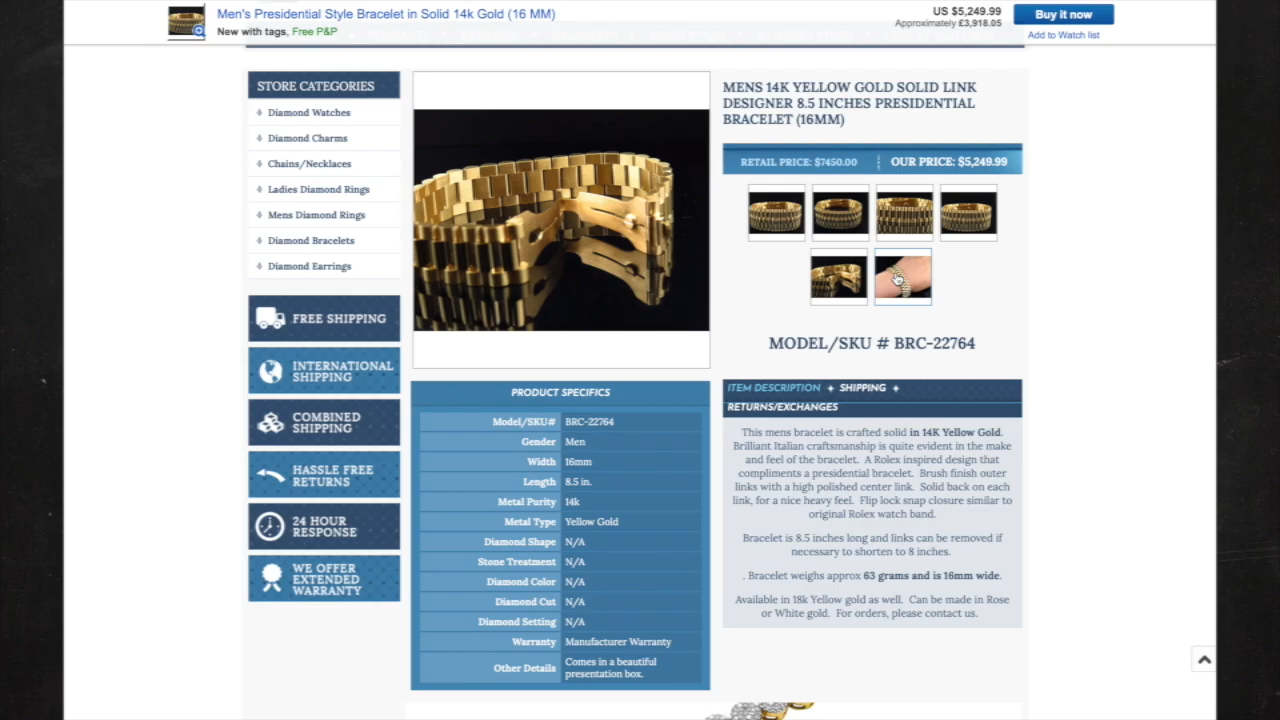 Men's Presidential Style Bracelet in Solid 14k Gold (16 MM)
New with tags, Free P&P
US $5,249.99
Approximately £3,918.05
Buy it now
Add to Watch list
STORE CATEGORIES
Diamond Watches
Diamond Charms
Chains/Necklaces
Ladies Diamond Rings
Mens Diamond Rings
Diamond Bracelets
Diamond Earrings
FREE SHIPPING
INTERNATIONAL
SHIPPING
COMBINED
SHIPPING
HASSLE FREE
RETURNS
24 HOUR
RESPONSE
WE OFFER
EXTENDED
WARRANTY
PRODUCT SPECIFICS
Model/SKU# BRC-22764
Gender Men
Width 16mm
Length 8.5 in.
Metal Purity 14k
Metal Type Yellow Gold
Diamond Shape N/A
Stone Treatment N/A
Diamond Color N/A
Diamond Cut N/A
Diamond Setting N/A
Warranty Manufacturer Warranty
Other Details Comes in a beautiful
presentation box.
MENS 14K YELLOW GOLD SOLID LINK
DESIGNER 8.5 INCHES PRESIDENTIAL
BRACELET (16MM)
RETAIL PRICE: $7450.00 OUR PRICE: $5,249.99
MODEL/SKU # BRC-22764
ITEM DESCRIPTION SHIPPING
RETURNS/EXCHANGES
This mens bracelet is crafted solid in 14K Yellow Gold.
Brilliant Italian craftsmanship is quite evident in the make
and feel of the bracelet. A Rolex inspired design that
compliments a presidential bracelet. Brush finish outer
links with a high polished center link. Solid back on each
link, for a nice heavy feel. Flip lock snap closure similar to
original Rolex watch band.
Bracelet is 8.5 inches long and links can be removed if
necessary to shorten to 8 inches.
. Bracelet weighs approx 63 grams and is 16mm wide.
Available in 18k Yellow gold as well. Can be made in Rose
or White gold. For orders, please contact us.